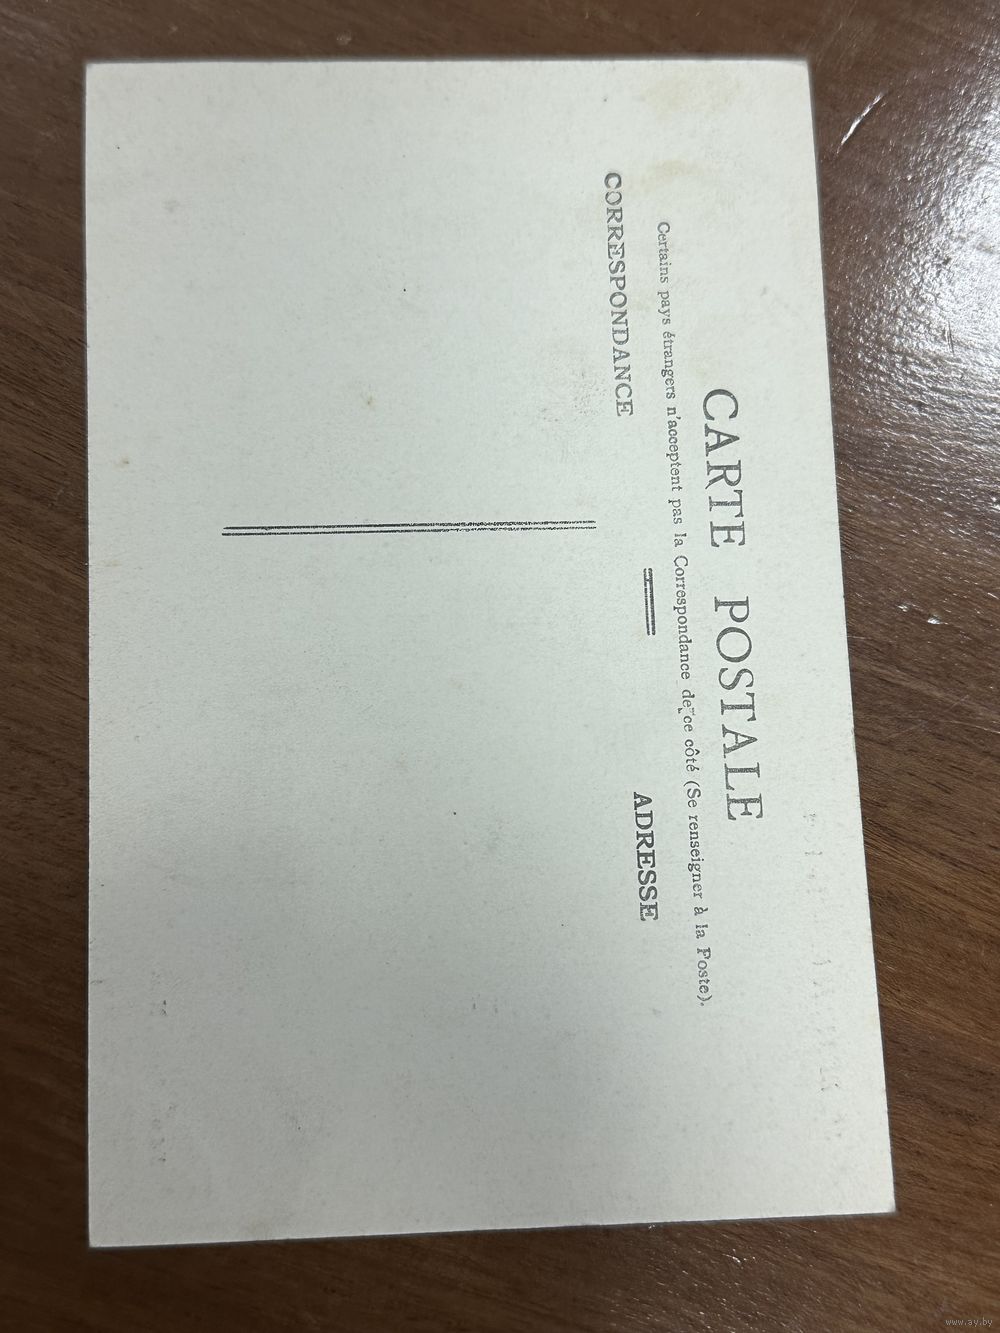 CARTE POSTALE
Certains pays étrangers n'acceptent pas la Correspondance de ce côté (Se renseigner à la Poste).
CORRESPONDANCE
ADRESSE
www.ay.by